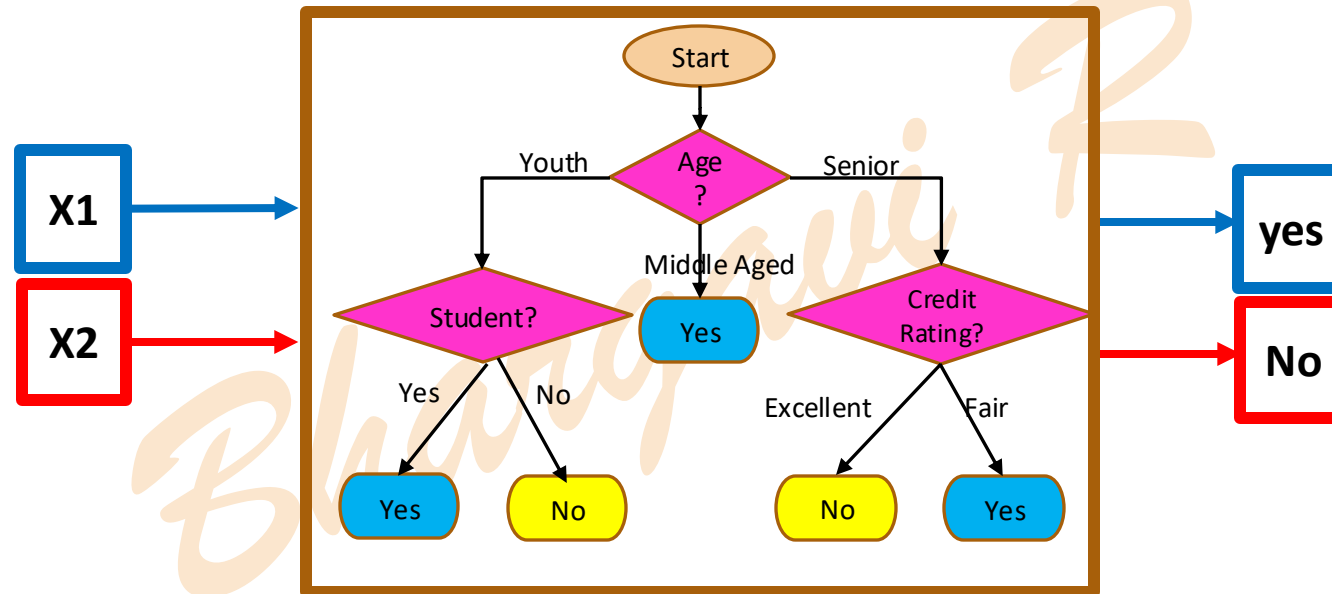 Start
Age
?
Youth
Senior
Middle Aged
X1
X2
Student?
Yes
Credit
Rating?
yes
No
Yes
No
Excellent
Fair
Yes
No
No
Yes
Bhargavi R